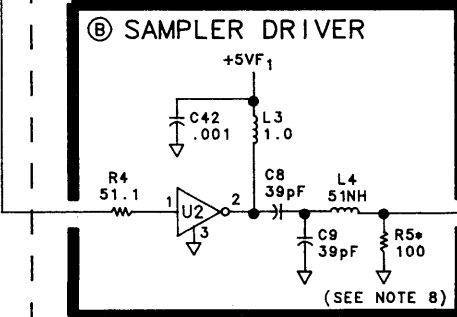 Ⓑ SAMPLER DRIVER
+5VF₁
C42
.001
L3
1.0
R4
51.1
1
U2
2
3
C8
39pF
L4
51NH
C9
39pF
R5*
100
(SEE NOTE 8)